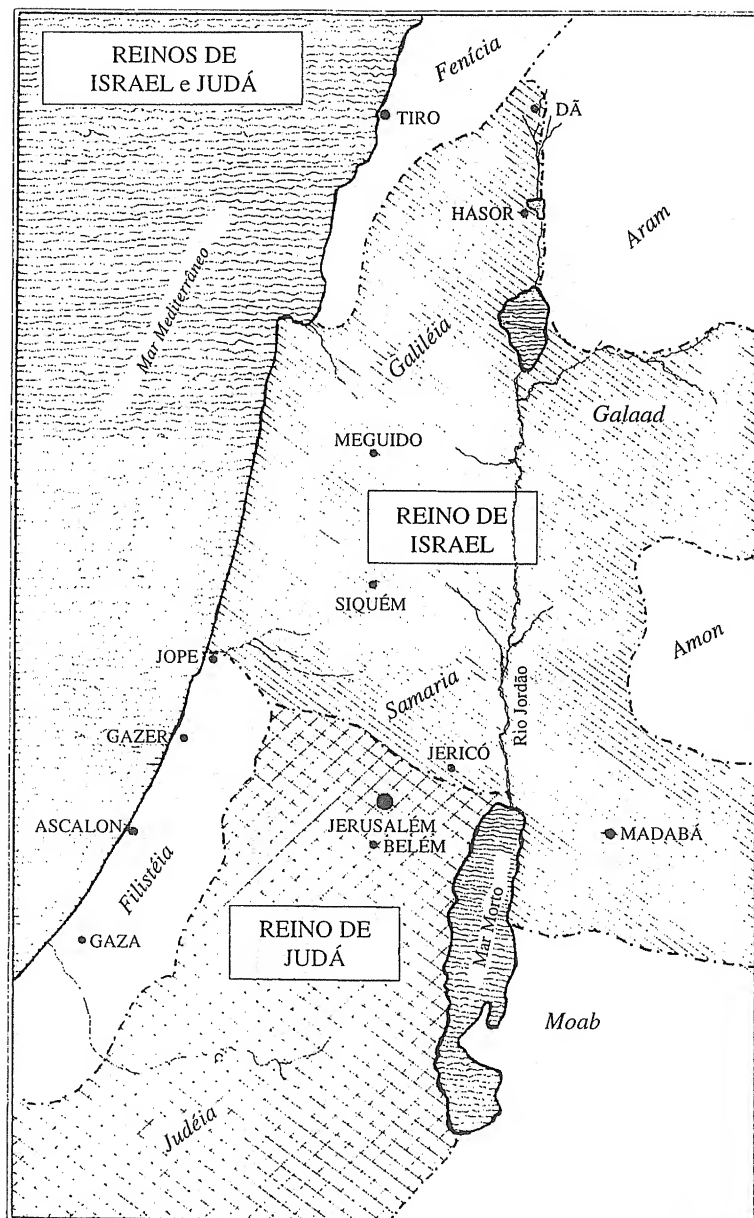 REINOS DE
ISRAEL e JUDÁ
Fenícia
TIRO
DÃ
HASOR
Aram
Mar Mediterrâneo
Galiléia
Galaad
MEGUIDO
REINO DE
ISRAEL
SIQUÉM
Amon
JOPE
Samaria
Rio Jordão
GAZER
JERICÓ
ASCALON
JERUSALÉM
BELÉM
MADABÁ
Filistéia
GAZA
REINO DE
JUDÁ
Mar Morto
Moab
Judéia